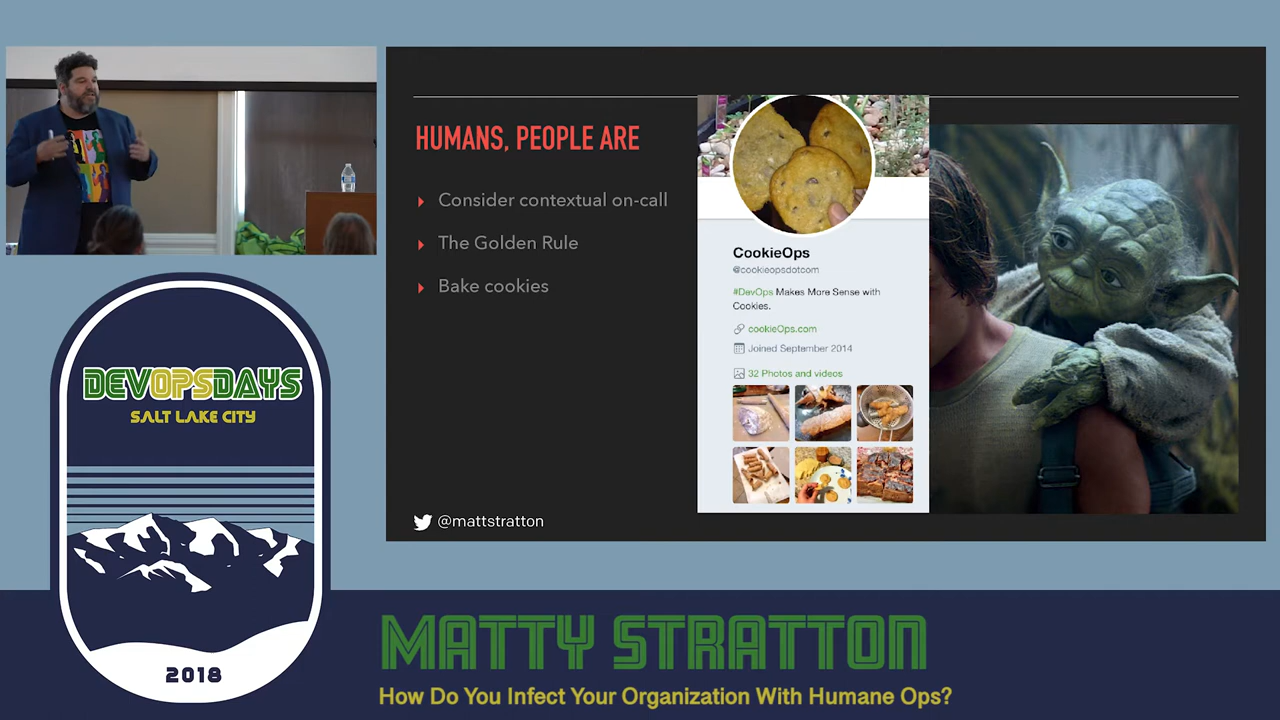 HUMANS, PEOPLE ARE
Consider contextual on-call
The Golden Rule
Bake cookies
@mattstratton
CookieOps
@cookieopsdotcom
#DevOps Makes More Sense with
Cookies.
cookieOps.com
Joined September 2014
32 Photos and videos
DEVOPSDAYS
SALT LAKE CITY
2018
MATTY STRATTON
How Do You Infect Your Organization With Humane Ops?